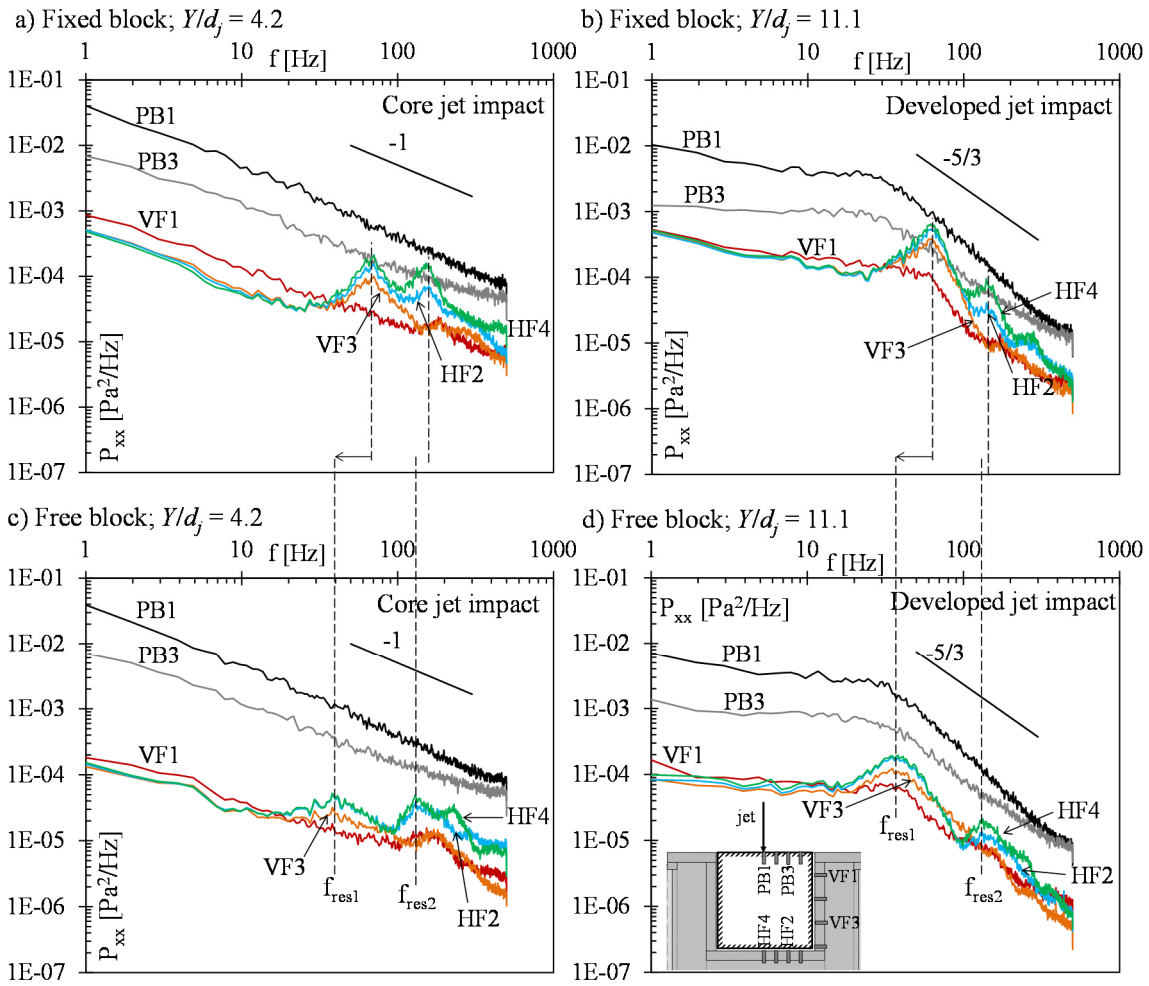 a) Fixed block; Y/dj = 4.2
f [Hz]
1 10 100 1000
1E-01
1E-02
1E-03
1E-04
1E-05
1E-06
1E-07
Pxx [Pa²/Hz]
Core jet impact
-1
PB1
PB3
VF1
VF3
HF2
HF4
b) Fixed block; Y/dj = 11.1
f [Hz]
1 10 100 1000
1E-01
1E-02
1E-03
1E-04
1E-05
1E-06
1E-07
Pxx [Pa²/Hz]
Developed jet impact
-5/3
PB1
PB3
VF1
HF4
VF3
HF2
c) Free block; Y/dj = 4.2
f [Hz]
1 10 100 1000
1E-01
1E-02
1E-03
1E-04
1E-05
1E-06
1E-07
Pxx [Pa²/Hz]
Core jet impact
-1
PB1
PB3
VF1
HF4
VF3
HF2
fres1
fres2
d) Free block; Y/dj = 11.1
f [Hz]
1 10 100 1000
1E-01
1E-02
1E-03
1E-04
1E-05
1E-06
1E-07
Pxx [Pa²/Hz]
Developed jet impact
-5/3
PB1
PB3
VF1
HF4
VF3
HF2
fres1
fres2
jet
PB1
PB3
VF1
VF3
HF4
HF2